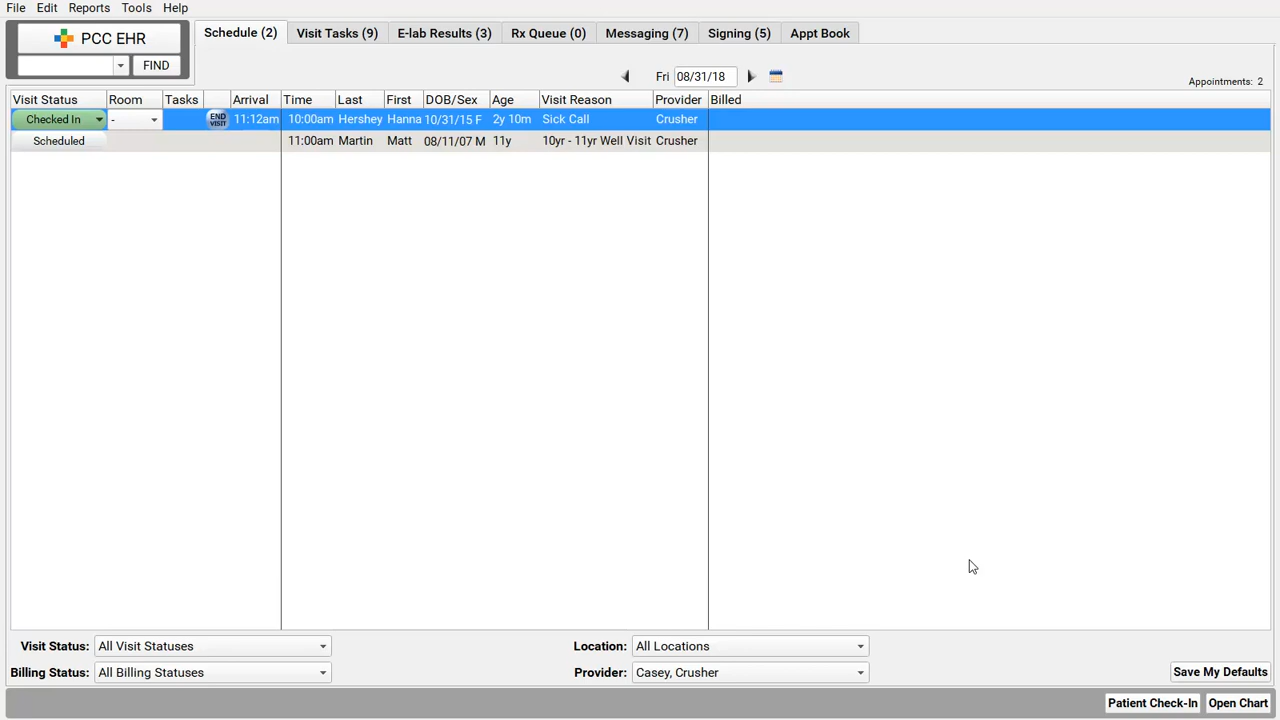 File Edit Reports Tools Help
PCC EHR
FIND
Schedule (2) Visit Tasks (9) E-lab Results (3) Rx Queue (0) Messaging (7) Signing (5) Appt Book
Fri 08/31/18
Appointments: 2
Visit Status Room Tasks Arrival Time Last First DOB/Sex Age Visit Reason Provider Billed
Checked In - END VISIT 11:12am 10:00am Hershey Hanna 10/31/15 F 2y 10m Sick Call Crusher
Scheduled 11:00am Martin Matt 08/11/07 M 11y 10yr - 11yr Well Visit Crusher
Visit Status: All Visit Statuses Location: All Locations
Billing Status: All Billing Statuses Provider: Casey, Crusher Save My Defaults
Patient Check-In Open Chart